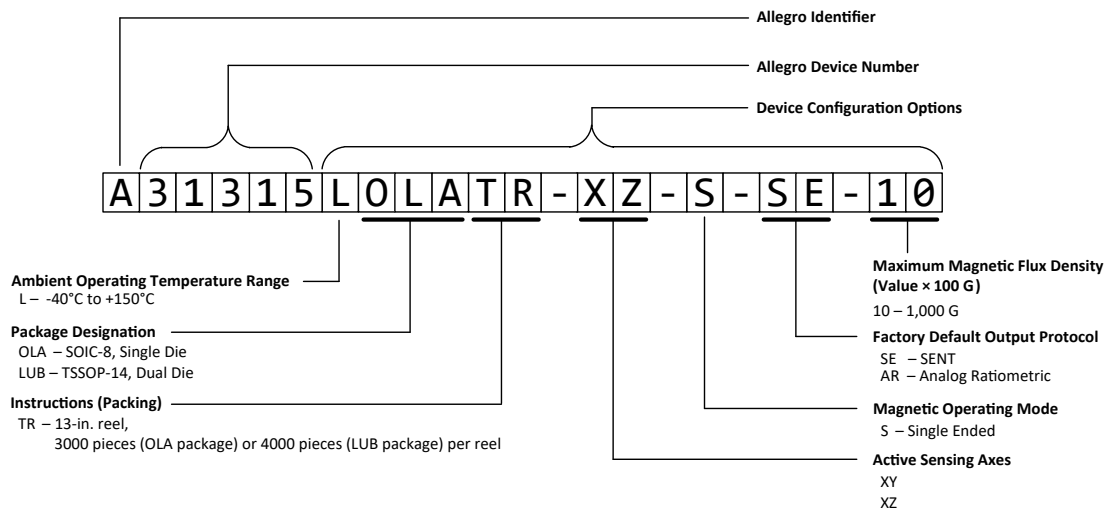 Allegro Identifier
Allegro Device Number
Device Configuration Options
A31315LOLATR-XZ-S-SE-10
Ambient Operating Temperature Range
L – -40°C to +150°C
Package Designation
OLA – SOIC-8, Single Die
LUB – TSSOP-14, Dual Die
Instructions (Packing)
TR – 13-in. reel,
3000 pieces (OLA package) or 4000 pieces (LUB package) per reel
Maximum Magnetic Flux Density
(Value × 100 G)
10 – 1,000 G
Factory Default Output Protocol
SE – SENT
AR – Analog Ratiometric
Magnetic Operating Mode
S – Single Ended
Active Sensing Axes
XY
XZ